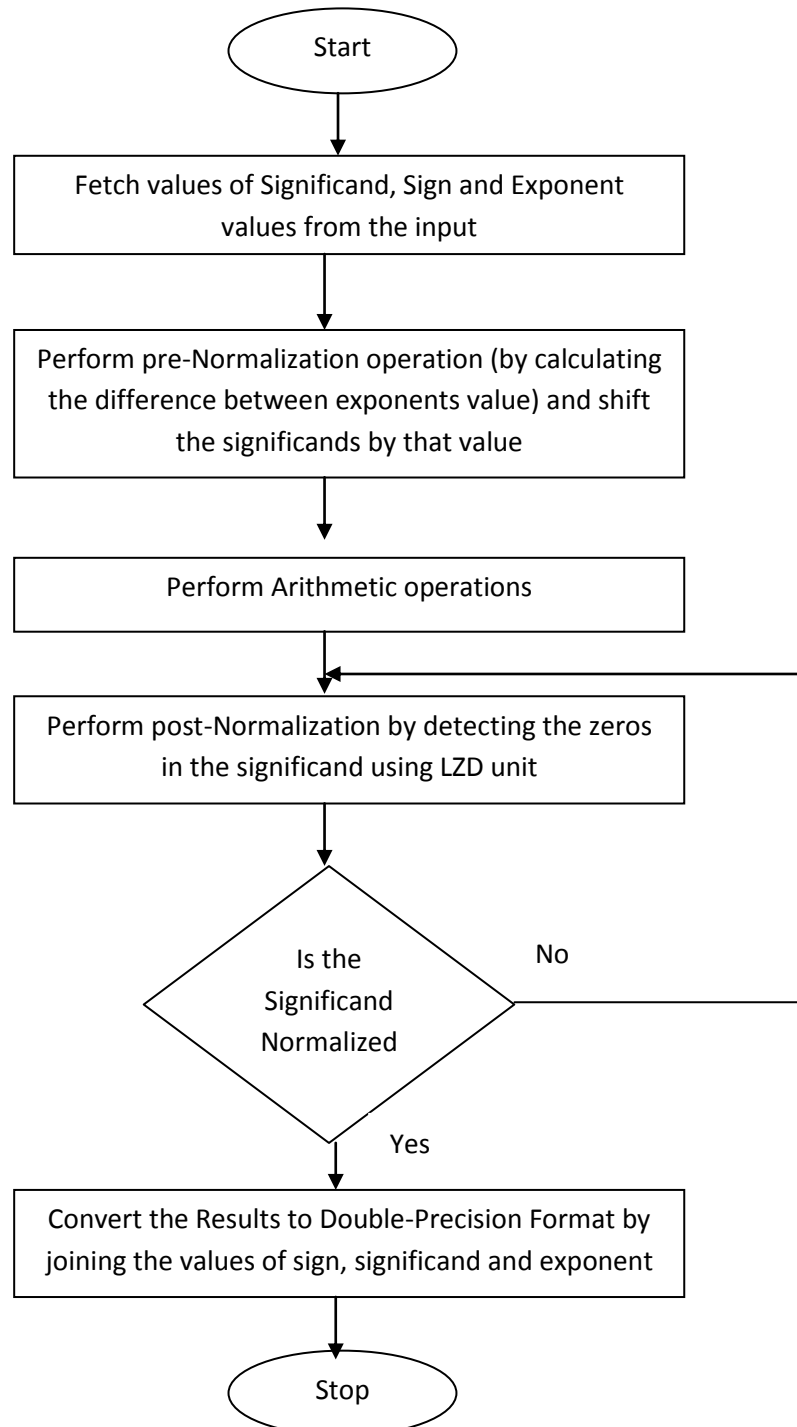 Start
Fetch values of Significand, Sign and Exponent
values from the input
Perform pre-Normalization operation (by calculating
the difference between exponents value) and shift
the significands by that value
Perform Arithmetic operations
Perform post-Normalization by detecting the zeros
in the significand using LZD unit
Is the
Significand
Normalized
No
Yes
Convert the Results to Double-Precision Format by
joining the values of sign, significand and exponent
Stop